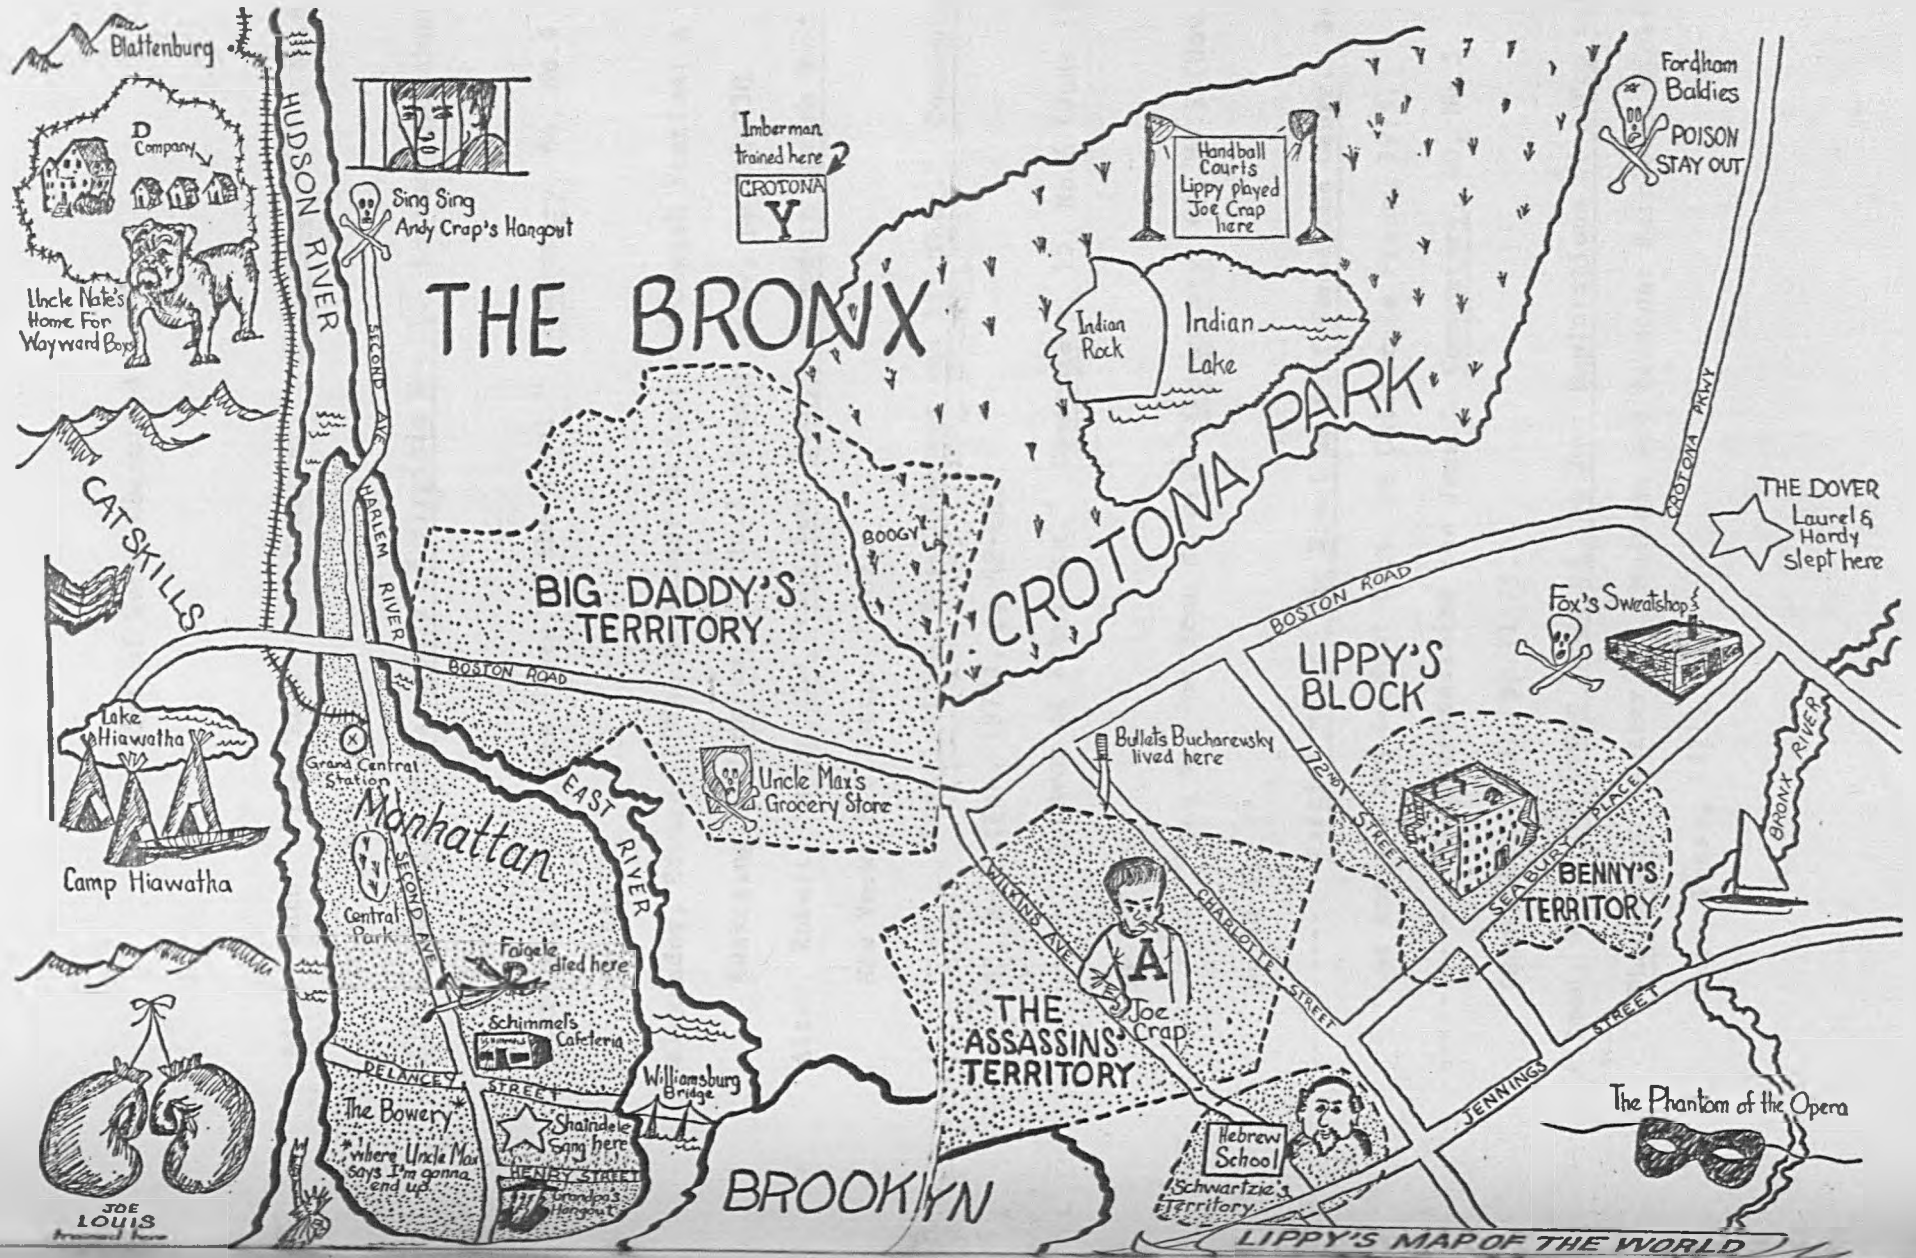 Blattenburg
D
Company
Uncle Nate's
Home For
Wayward Boys
HUDSON RIVER
Sing Sing
Andy Crap's Hangout
SECOND AVE
THE BRONX
Imberman
trained here
CROTONA
Y
Handball
Courts
Lippy played
Joe Crap
here
Indian
Rock
Indian
Lake
CROTONA PARK
Fordham
Baldies
POISON
STAY OUT
CROTONA PKWY
THE DOVER
Laurel &
Hardy
slept here
CATSKILLS
HARLEM RIVER
BIG DADDY'S
TERRITORY
BOOGY
BOSTON ROAD
BOSTON ROAD
Fox's Sweatshop
LIPPY'S
BLOCK
Lake
Hiawatha
Camp Hiawatha
Grand Central
Station
Manhattan
EAST RIVER
Uncle Max's
Grocery Store
Bullets Bucharewsky
lived here
172ND STREET
SEABURY PLACE
BENNY'S
TERRITORY
BRONX RIVER
Central
Park
SECOND AVE
Faigele
died here
WILKINS AVE
CHARLOTTE STREET
A
Joe
Crap
THE
ASSASSINS'
TERRITORY
Schimmel's
Cafeteria
DELANCEY STREET
Williamsburg
Bridge
The Bowery*
*where Uncle Max
says I'm gonna
end up
Shaindele
Sang here
HENRY STREET
Grandpa's
Hangout
BROOKLYN
Hebrew
School
Schwartzie's
Territory
JENNINGS STREET
The Phantom of the Opera
JOE
LOUIS
trained here
LIPPY'S MAP OF THE WORLD